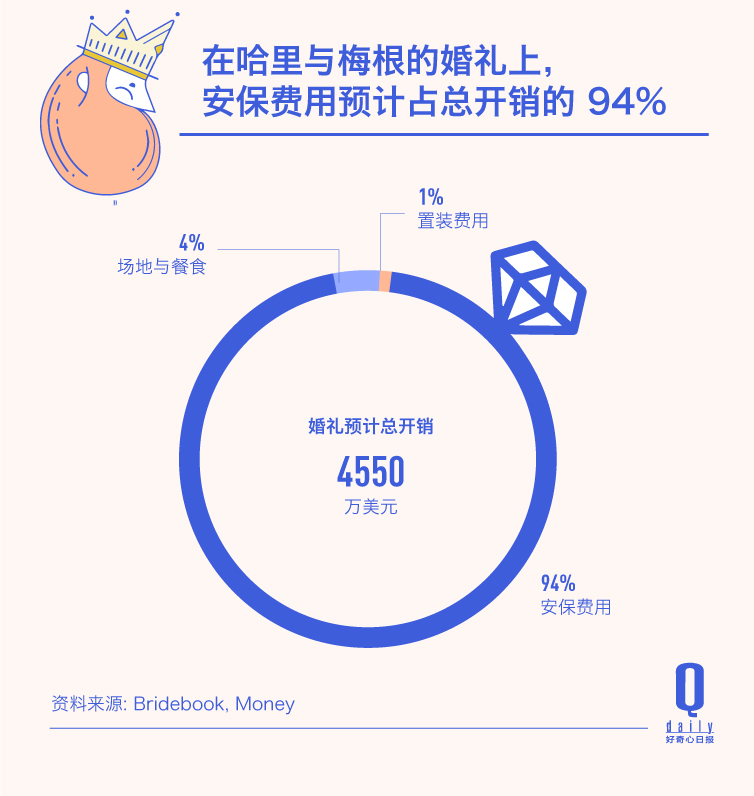 在哈里与梅根的婚礼上，
安保费用预计占总开销的 94%
1%
置装费用
4%
场地与餐食
婚礼预计总开销
4550
万美元
94%
安保费用
资料来源: Bridebook, Money
Q
daily
好奇心日报